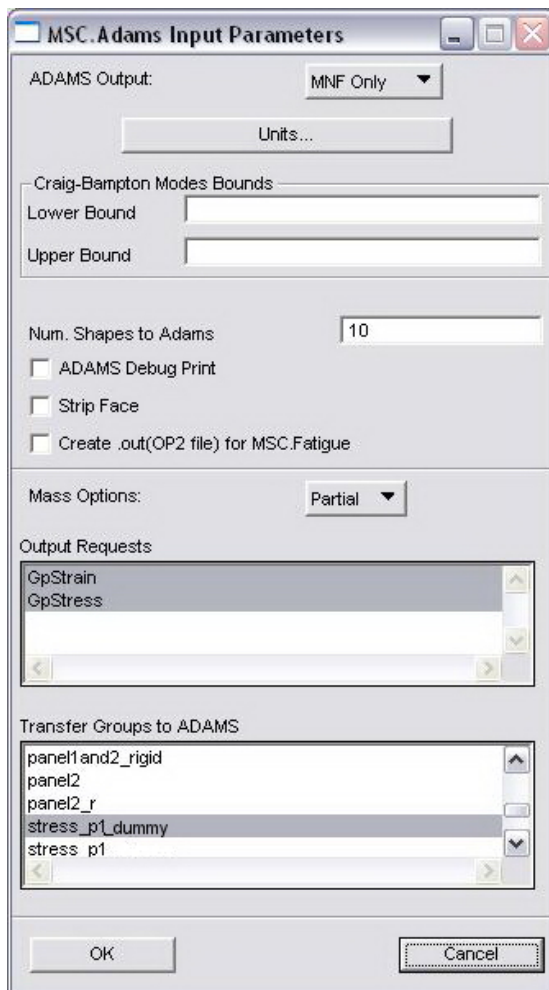 MSC.Adams Input Parameters
ADAMS Output:
MNF Only
Units...
Craig-Bampton Modes Bounds
Lower Bound
Upper Bound
Num. Shapes to Adams
10
ADAMS Debug Print
Strip Face
Create .out(OP2 file) for MSC.Fatigue
Mass Options:
Partial
Output Requests
GpStrain
GpStress
Transfer Groups to ADAMS
panel1and2_rigid
panel2
panel2_r
stress_p1_dummy
stress_p1
OK
Cancel